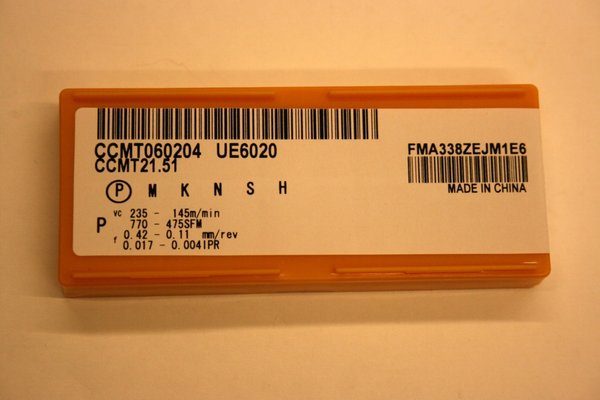 CCMT060204 UE6020
CCMT21.51
FMA338ZEJM1E6
MADE IN CHINA
P M K N S H
P
vc 235 - 145m/min
770 - 475SFM
f 0.42 - 0.11 mm/rev
0.017 - 0.004IPR